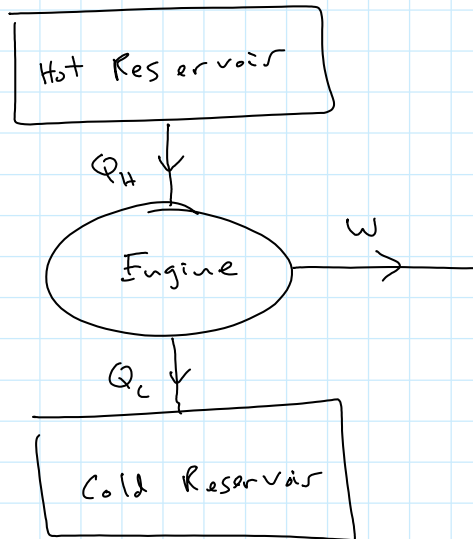 Hot Reservoir
Q_H
W
Engine
Q_C
Cold Reservoir